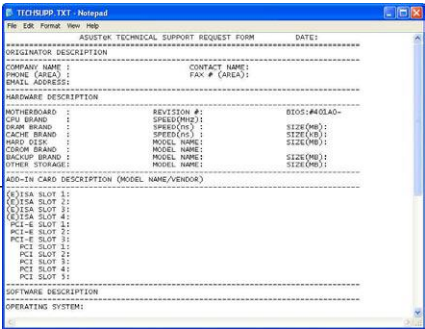 TECHSUPP.TXT - Notepad
File Edit Format View Help
ASUSTeK TECHNICAL SUPPORT REQUEST FORM DATE:
ORIGINATOR DESCRIPTION
COMPANY NAME : CONTACT NAME:
PHONE (AREA) : FAX # (AREA):
EMAIL ADDRESS:
HARDWARE DESCRIPTION
MOTHERBOARD : REVISION #: BIOS:#401A0-
CPU BRAND : SPEED(MHz):
DRAM BRAND : SPEED(ns) : SIZE(MB):
CACHE BRAND : SPEED(ns) : SIZE(KB):
HARD DISK : MODEL NAME: SIZE(MB):
CDROM BRAND : MODEL NAME:
BACKUP BRAND : MODEL NAME: SIZE(MB):
OTHER STORAGE: MODEL NAME: SIZE(MB):
ADD-IN CARD DESCRIPTION (MODEL NAME/VENDOR)
(E)ISA SLOT 1:
(E)ISA SLOT 2:
(E)ISA SLOT 3:
(E)ISA SLOT 4:
PCI-E SLOT 1:
PCI-E SLOT 2:
PCI-E SLOT 3:
PCI SLOT 1:
PCI SLOT 2:
PCI SLOT 3:
PCI SLOT 4:
PCI SLOT 5:
SOFTWARE DESCRIPTION
OPERATING SYSTEM: